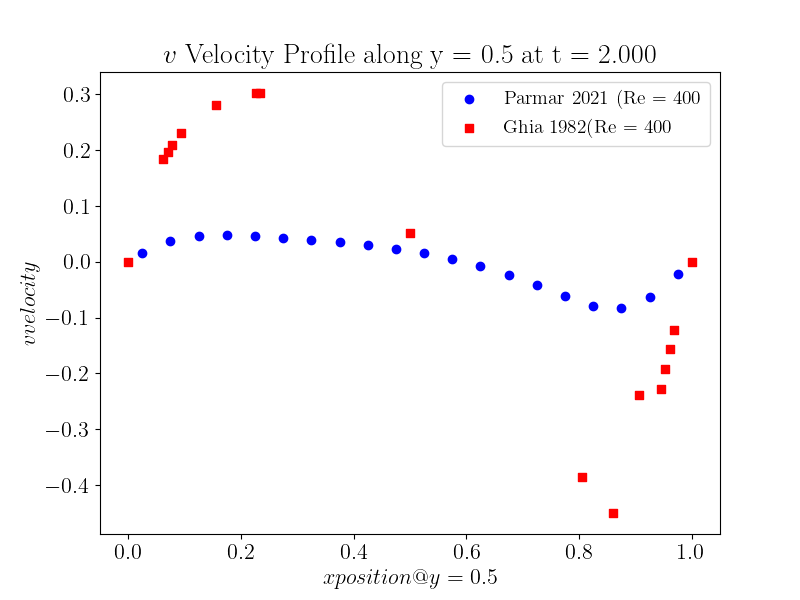 v Velocity Profile along y = 0.5 at t = 2.000
Parmar 2021 (Re = 400
Ghia 1982(Re = 400
0.3
0.2
0.1
0.0
−0.1
−0.2
−0.3
−0.4
vvelocity
0.0 0.2 0.4 0.6 0.8 1.0
xposition@y = 0.5